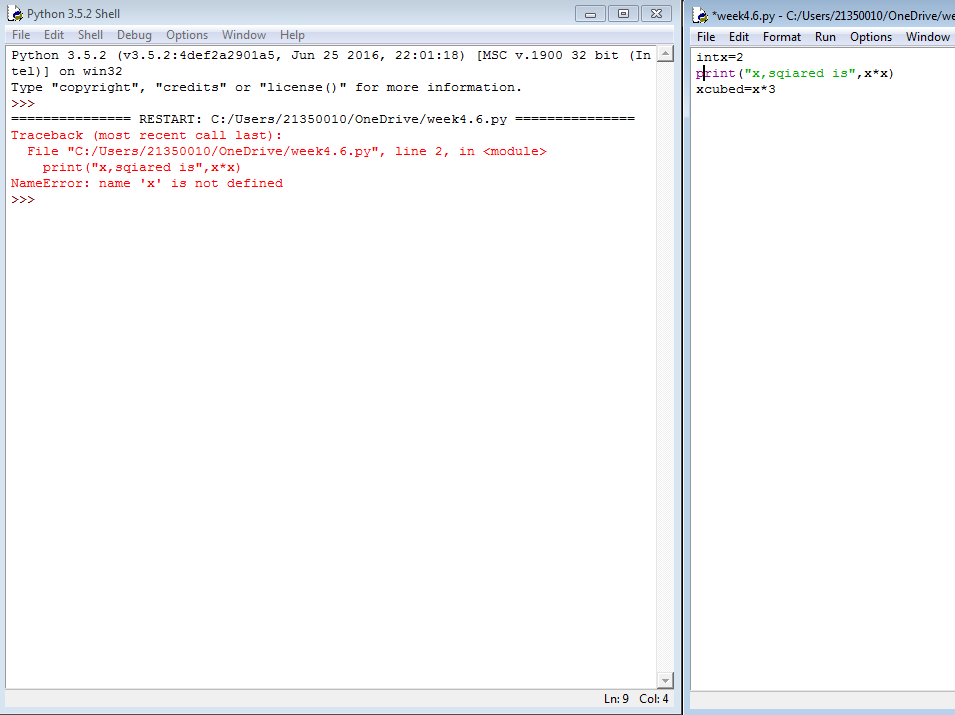 Python 3.5.2 Shell
File Edit Shell Debug Options Window Help
Python 3.5.2 (v3.5.2:4def2a2901a5, Jun 25 2016, 22:01:18) [MSC v.1900 32 bit (In
tel)] on win32
Type "copyright", "credits" or "license()" for more information.
>>>
=============== RESTART: C:/Users/21350010/OneDrive/week4.6.py ===============
Traceback (most recent call last):
  File "C:/Users/21350010/OneDrive/week4.6.py", line 2, in <module>
    print("x,sqiared is",x*x)
NameError: name 'x' is not defined
>>>
Ln: 9 Col: 4
*week4.6.py - C:/Users/21350010/OneDrive/we
File Edit Format Run Options Window
intx=2
print("x,sqiared is",x*x)
xcubed=x*3